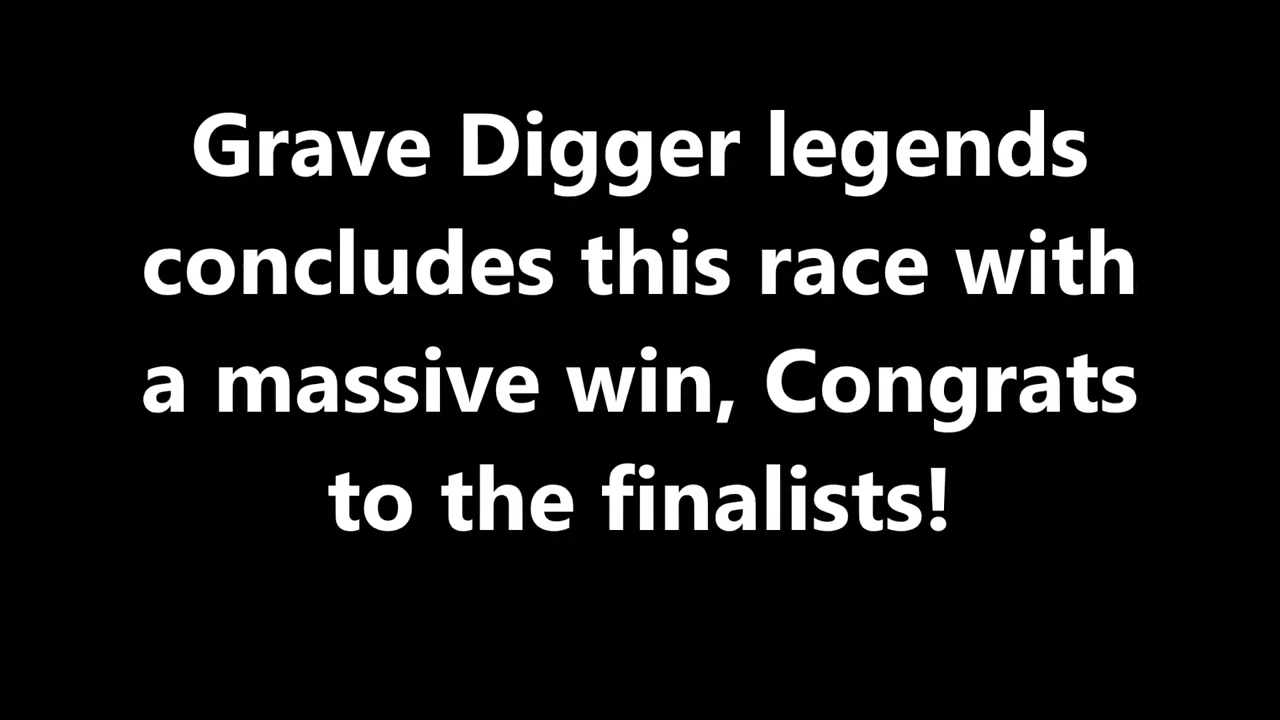 Grave Digger legends
concludes this race with
a massive win, Congrats
to the finalists!